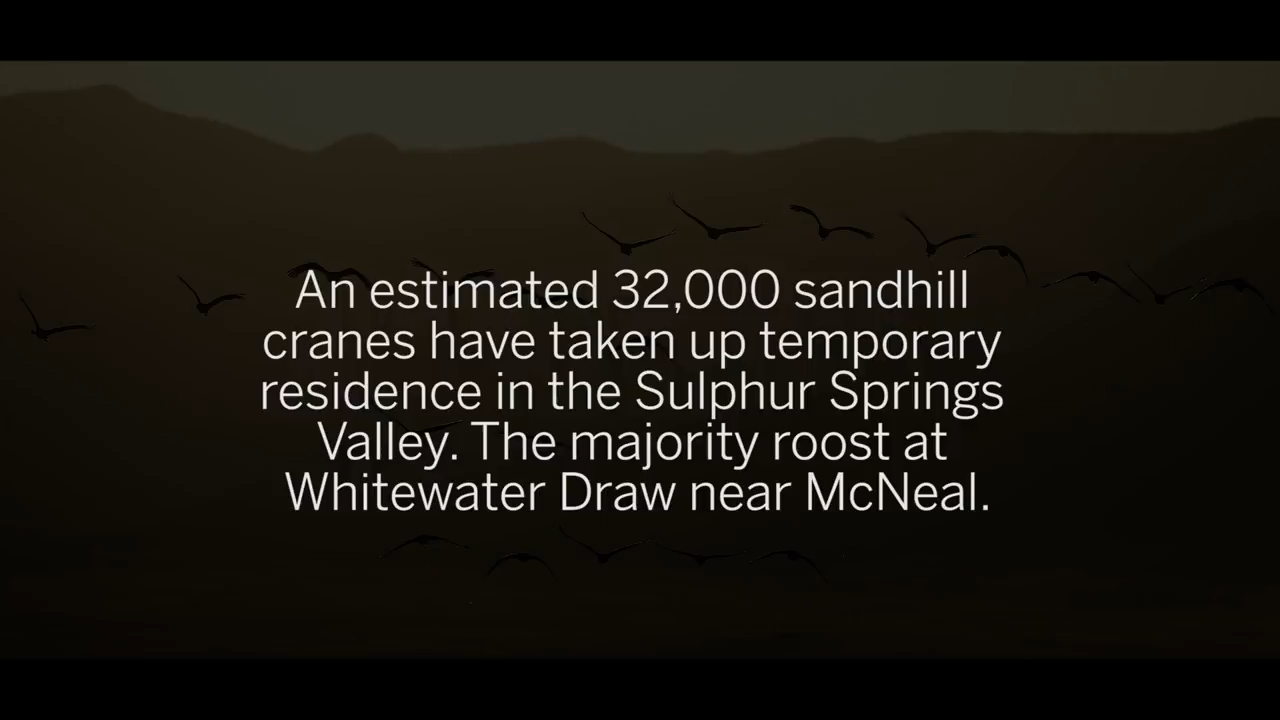 An estimated 32,000 sandhill
cranes have taken up temporary
residence in the Sulphur Springs
Valley. The majority roost at
Whitewater Draw near McNeal.